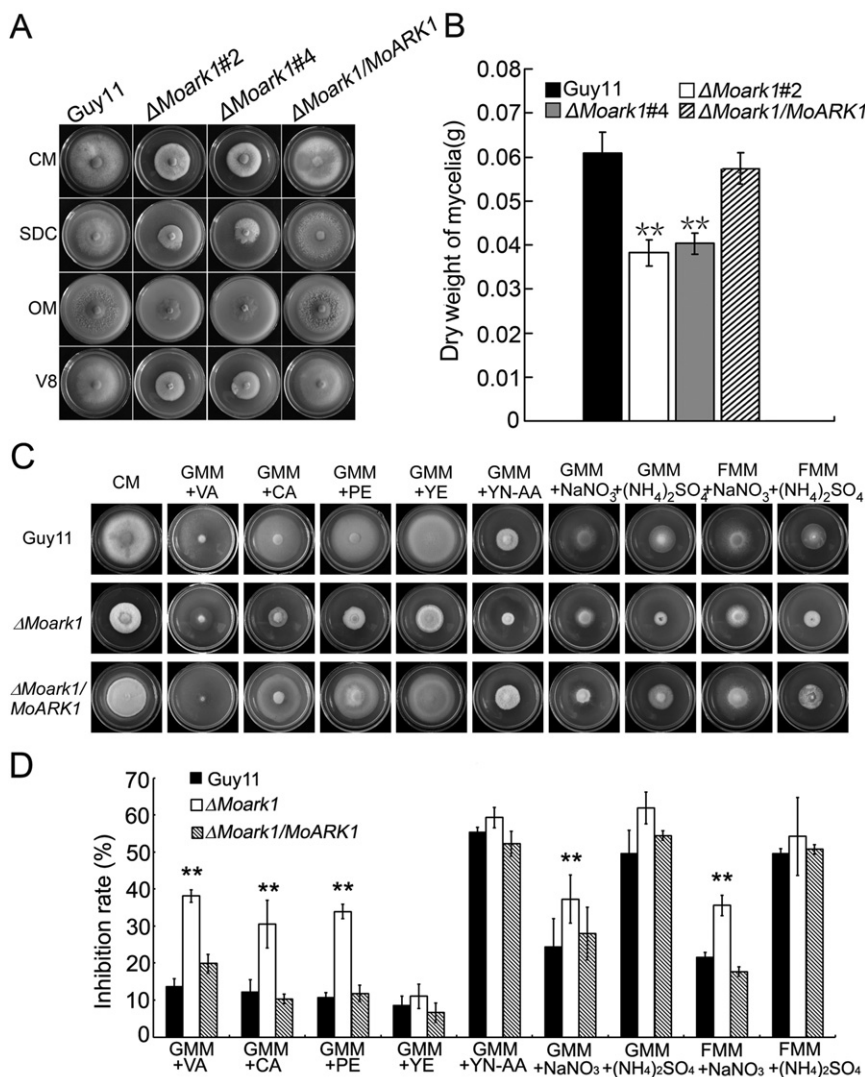 A
Guy11
ΔMoark1#2
ΔMoark1#4
ΔMoark1/MoARK1
CM
SDC
OM
V8
B
Dry weight of mycelia(g)
0.08
0.07
0.06
0.05
0.04
0.03
0.02
0.01
0
Guy11
ΔMoark1#2
ΔMoark1#4
ΔMoark1/MoARK1
**
**
C
CM
GMM
+VA
GMM
+CA
GMM
+PE
GMM
+YE
GMM
+YN-AA
GMM
+NaNO3
GMM
+(NH4)2SO4
FMM
+NaNO3
FMM
+(NH4)2SO4
Guy11
ΔMoark1
ΔMoark1/
MoARK1
D
Inhibition rate (%)
70
60
50
40
30
20
10
0
Guy11
ΔMoark1
ΔMoark1/MoARK1
**
**
**
**
**
GMM
+VA
GMM
+CA
GMM
+PE
GMM
+YE
GMM
+YN-AA
GMM
+NaNO3
GMM
+(NH4)2SO4
FMM
+NaNO3
FMM
+(NH4)2SO4